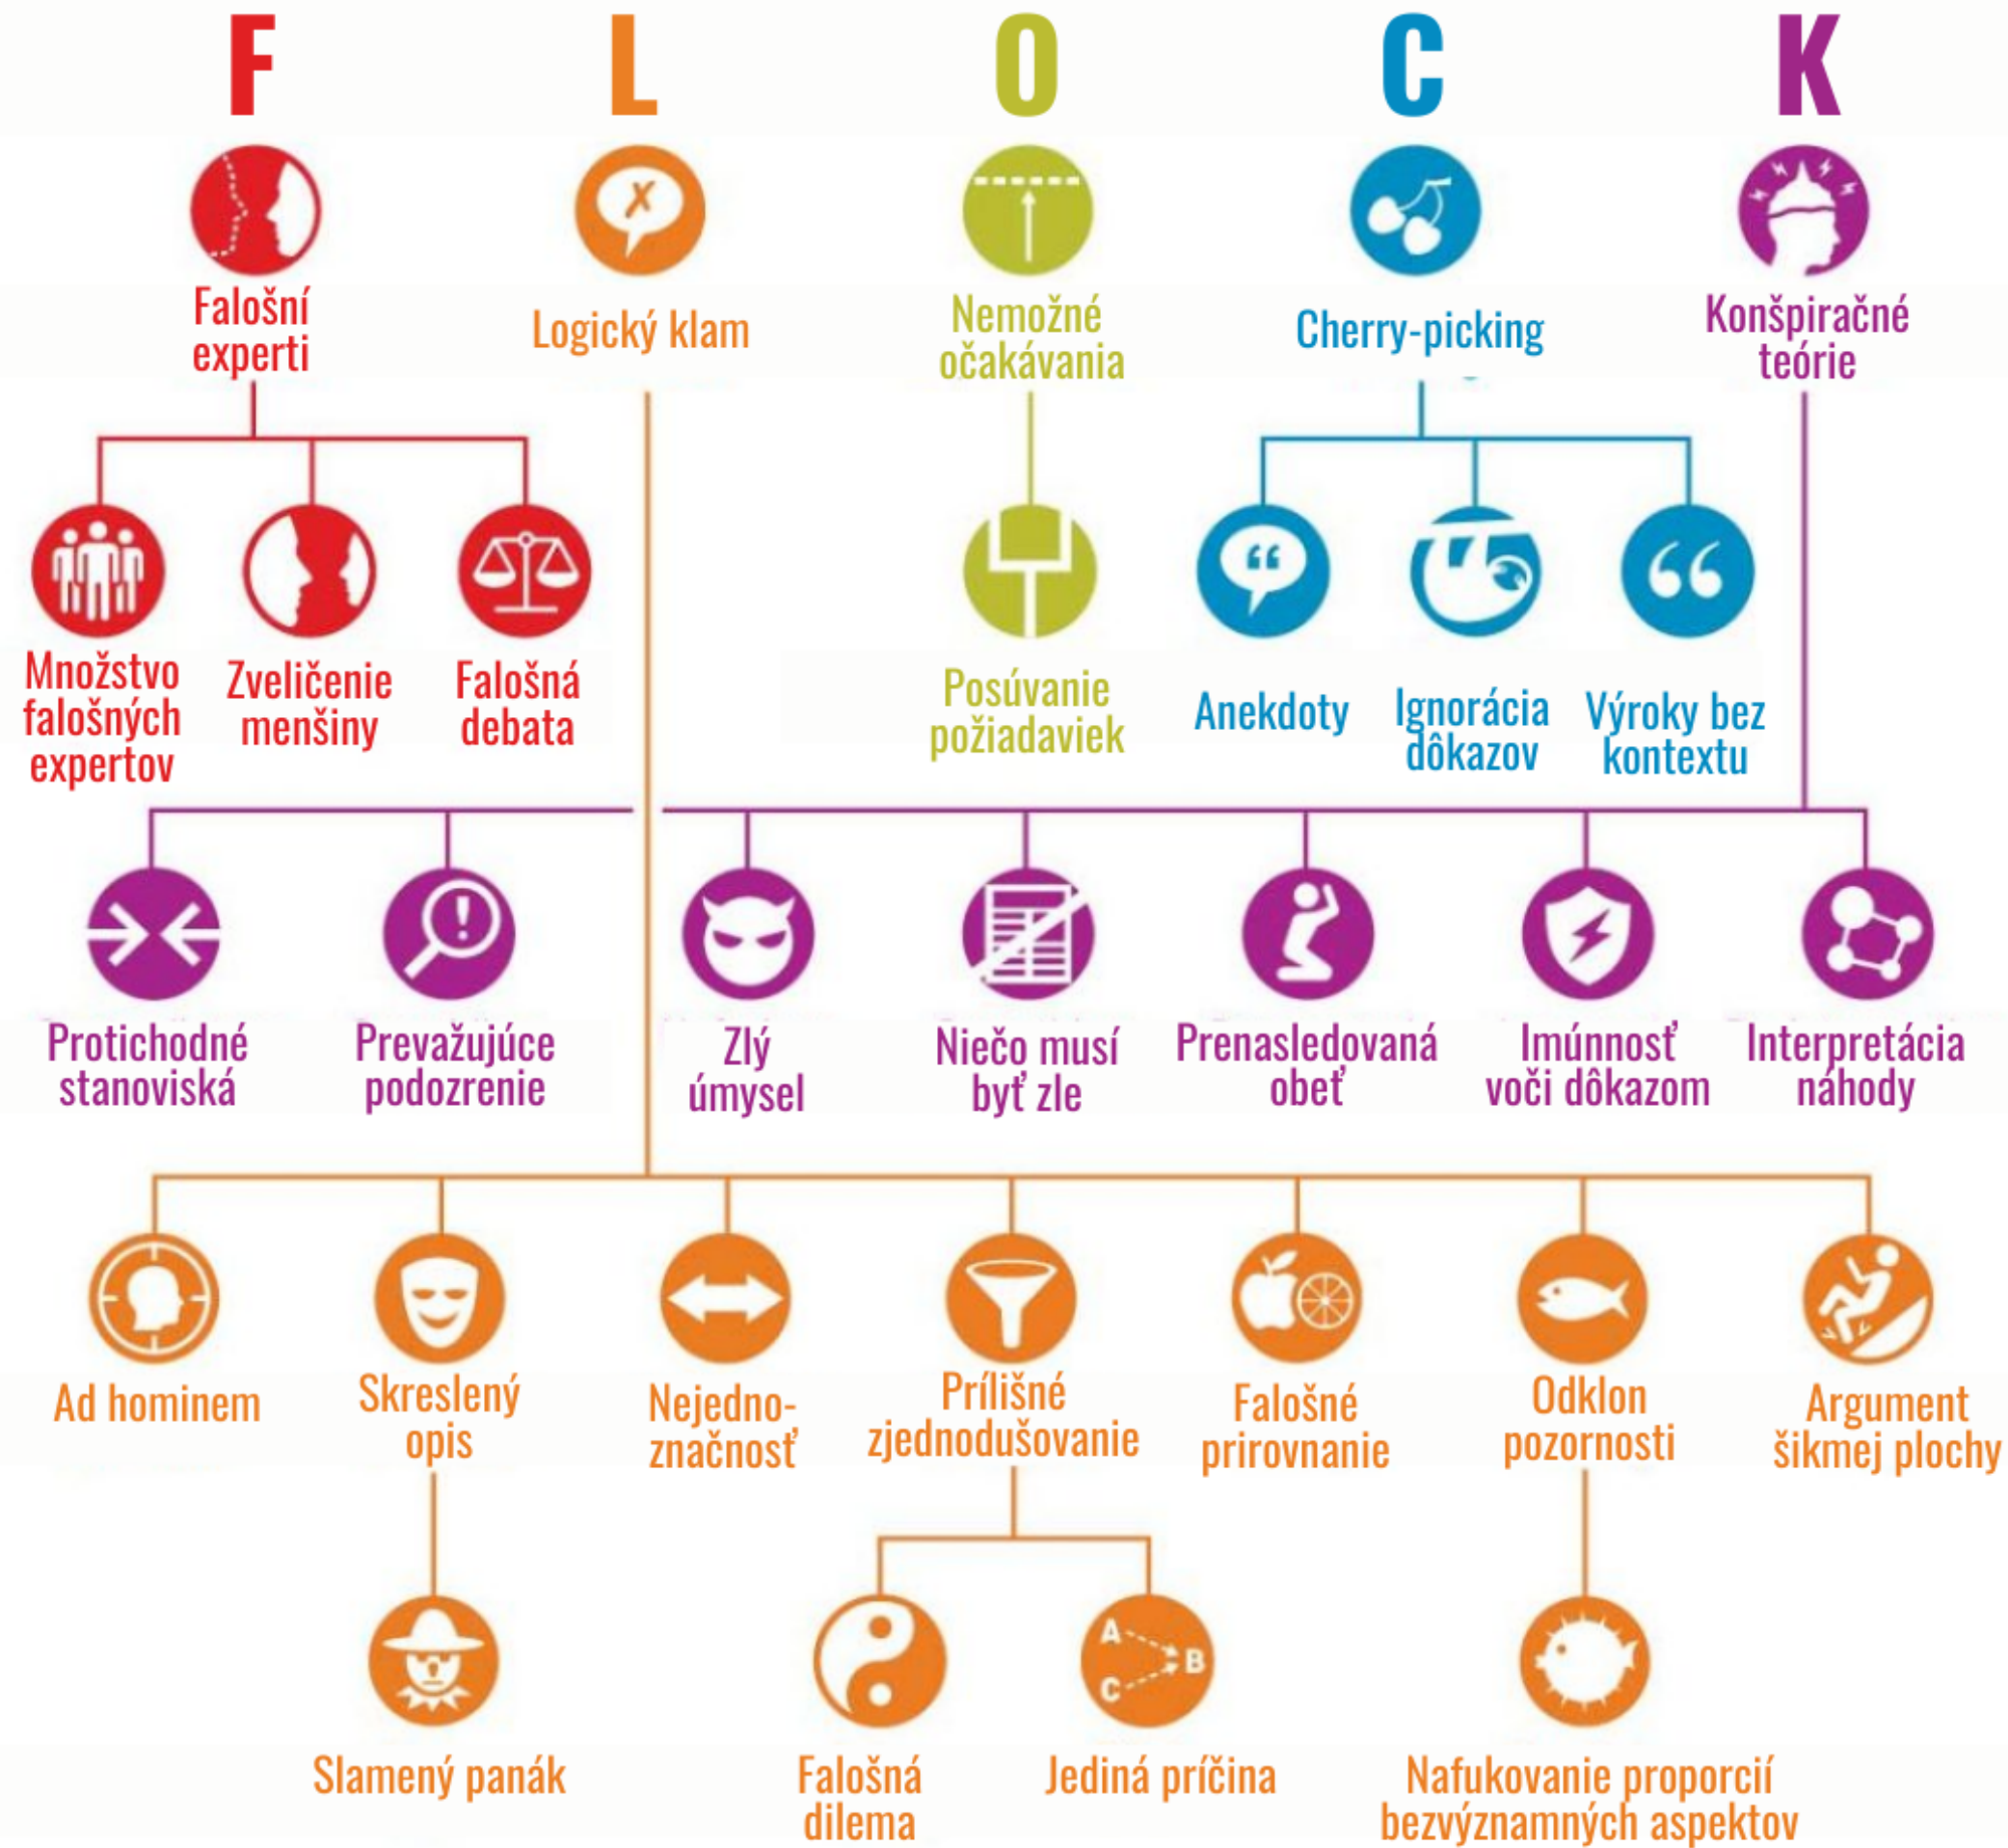 F
L
O
C
K
Falošní
experti
Logický klam
Nemožné
očakávania
Cherry-picking
Konšpiračné
teórie
Množstvo
falošných
expertov
Zveličenie
menšiny
Falošná
debata
Posúvanie
požiadaviek
Anekdoty
Ignorácia
dôkazov
Výroky bez
kontextu
Protichodné
stanoviská
Prevažujúce
podozrenie
Zlý
úmysel
Niečo musí
byť zle
Prenasledovaná
obeť
Imúnnosť
voči dôkazom
Interpretácia
náhody
Ad hominem
Skreslený
opis
Nejedno-
značnosť
Prílišné
zjednodušovanie
Falošné
prirovnanie
Odklon
pozornosti
Argument
šikmej plochy
A
B
C
Slamený panák
Falošná
dilema
Jediná príčina
Nafukovanie proporcií
bezvýznamných aspektov